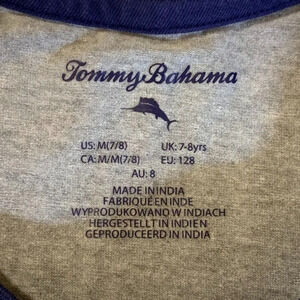 Tommy Bahama
US: M(7/8) UK: 7-8yrs
CA: M/M(7/8) EU: 128
AU: 8
MADE IN INDIA
FABRIQUÉ EN INDE
WYPRODUKOWANO W INDIACH
HERGESTELLT IN INDIEN
GEPRODUCEERD IN INDIA